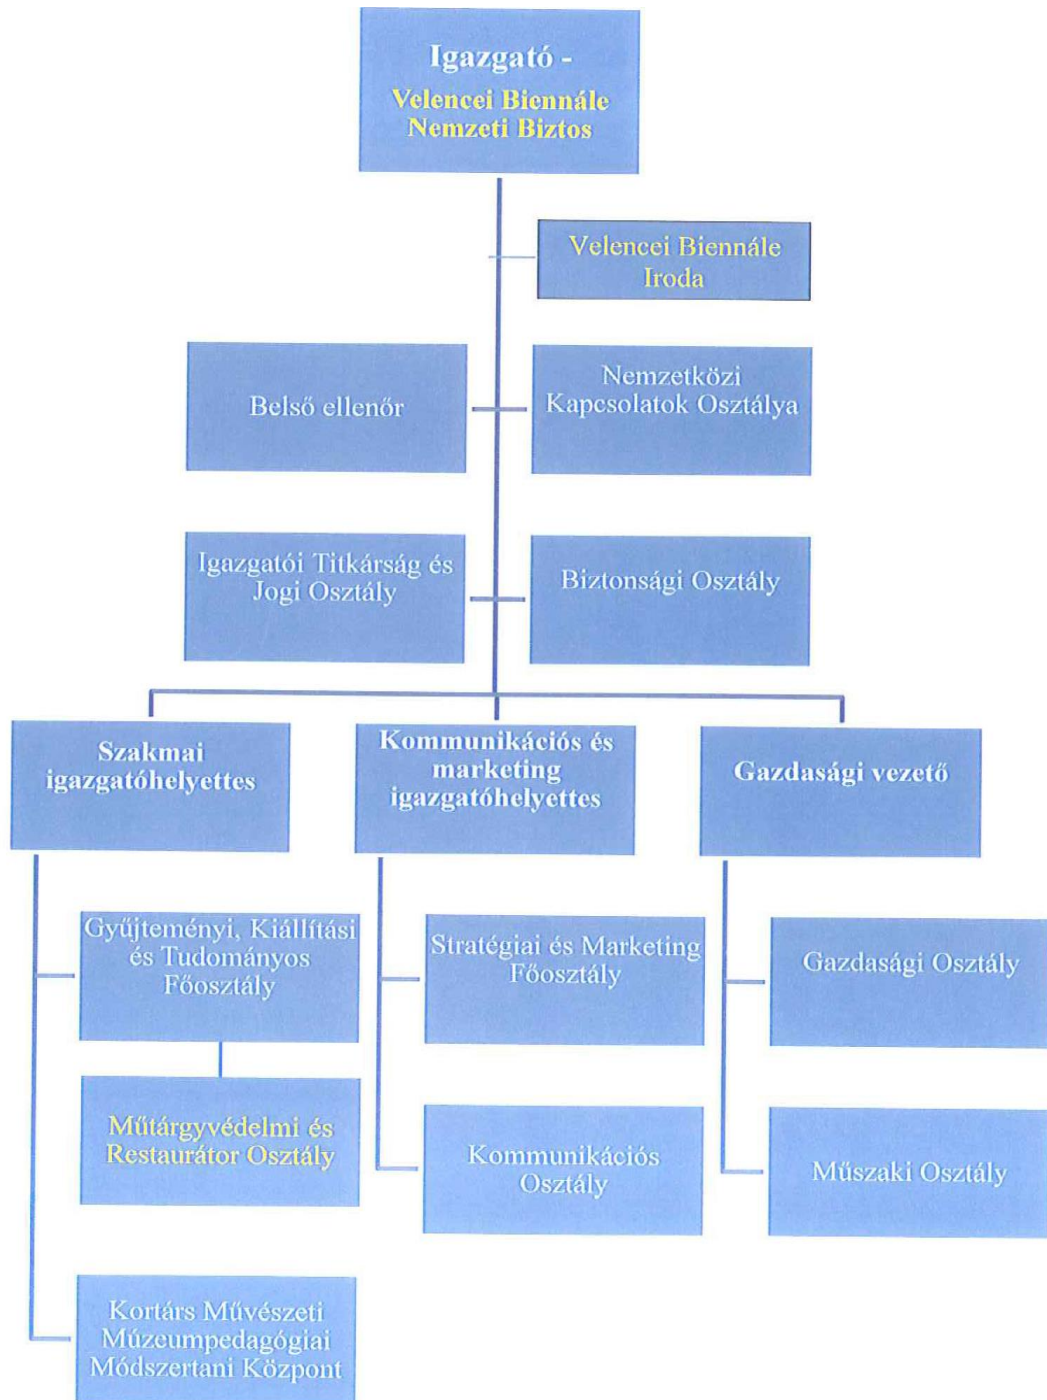 Igazgató -
Velencei Biennále
Nemzeti Biztos
Velencei Biennále
Iroda
Belső ellenőr
Nemzetközi
Kapcsolatok Osztálya
Igazgatói Titkárság és
Jogi Osztály
Biztonsági Osztály
Szakmai
igazgatóhelyettes
Kommunikációs és
marketing
igazgatóhelyettes
Gazdasági vezető
Gyűjteményi, Kiállítási
és Tudományos
Főosztály
Stratégiai és Marketing
Főosztály
Gazdasági Osztály
Műtárgyvédelmi és
Restaurátor Osztály
Kommunikációs
Osztály
Műszaki Osztály
Kortárs Művészeti
Múzeumpedagógiai
Módszertani Központ